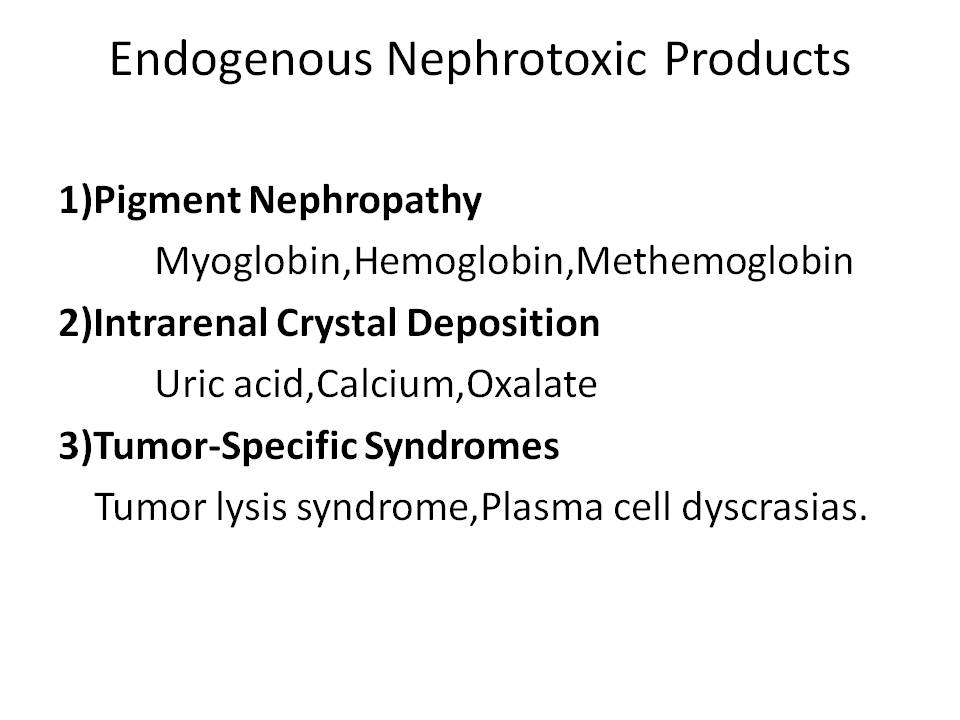 Endogenous Nephrotoxic Products
1)Pigment Nephropathy
Myoglobin,Hemoglobin,Methemoglobin
2)Intrarenal Crystal Deposition
Uric acid,Calcium,Oxalate
3)Tumor-Specific Syndromes
Tumor lysis syndrome,Plasma cell dyscrasias.